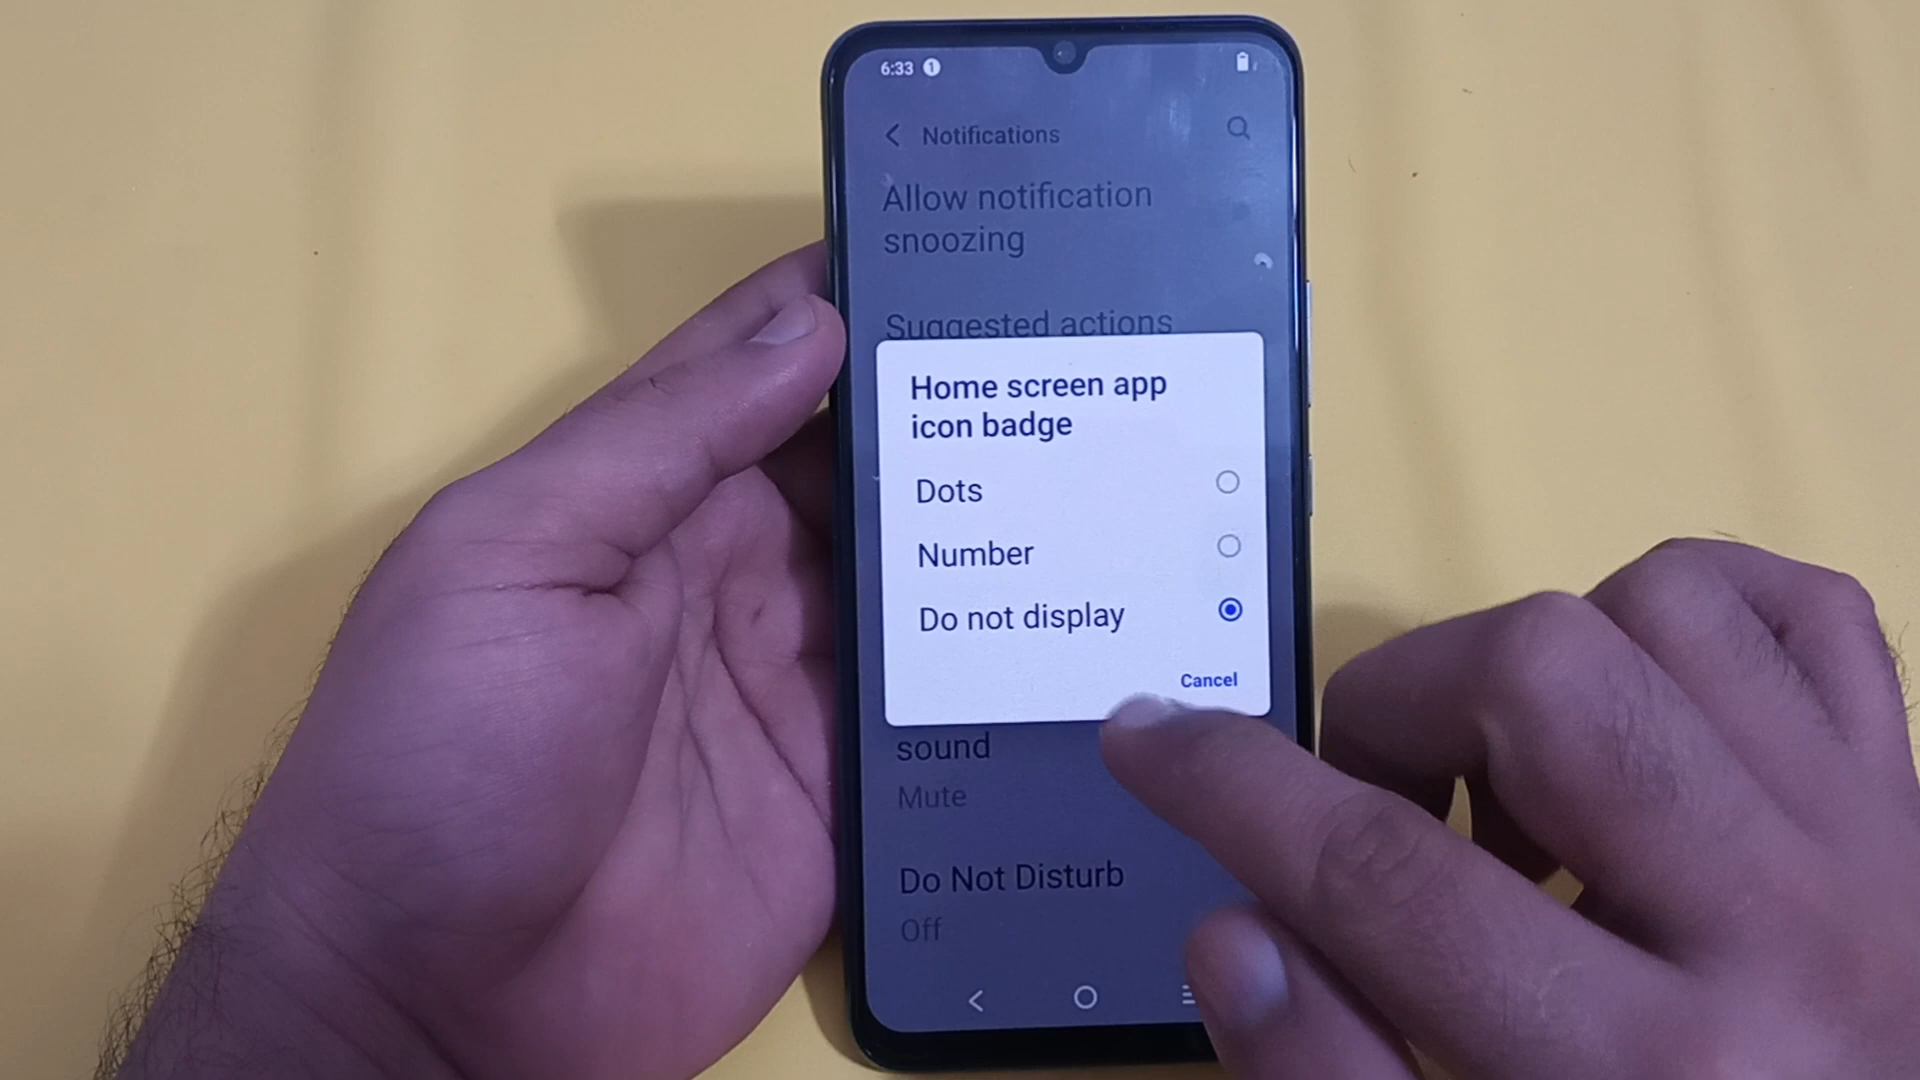 6:33 1
Notifications
Allow notification
snoozing
Suggested actions
Home screen app
icon badge
Dots
Number
Do not display
Cancel
sound
Mute
Do Not Disturb
Off